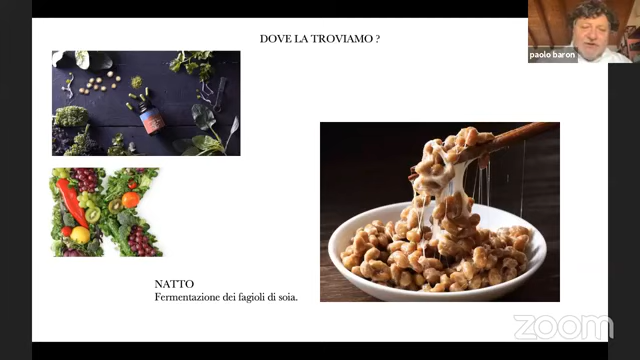 DOVE LA TROVIAMO ?
paolo baron
NATTO
Fermentazione dei fagioli di soia.
zoom